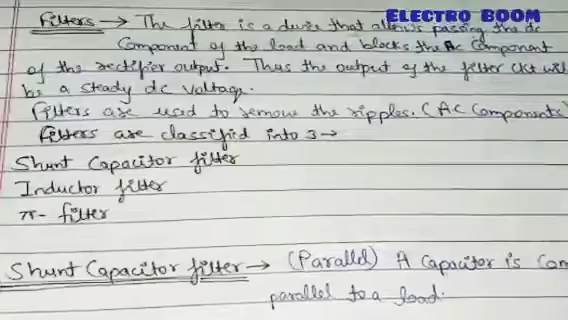 ELECTRO BOOM
Filters → The filter is a device that allows passing the dc
Component of the load and blocks the Ac Component
of the rectifier output. Thus the output of the filter ckt will
be a steady dc voltage.
Filters are used to remove the ripples. (AC Components)
Filters are classified into 3 →
Shunt Capacitor filter
Inductor filter
π- filter
Shunt Capacitor filter → (Parallel) A Capacitor is Con
parallel to a load.